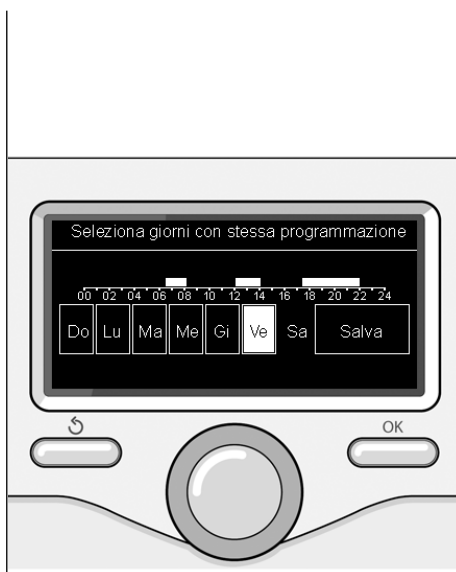 Seleziona giorni con stessa programmazione
00 02 04 06 08 10 12 14 16 18 20 22 24
Do Lu Ma Me Gi Ve Sa Salva
OK